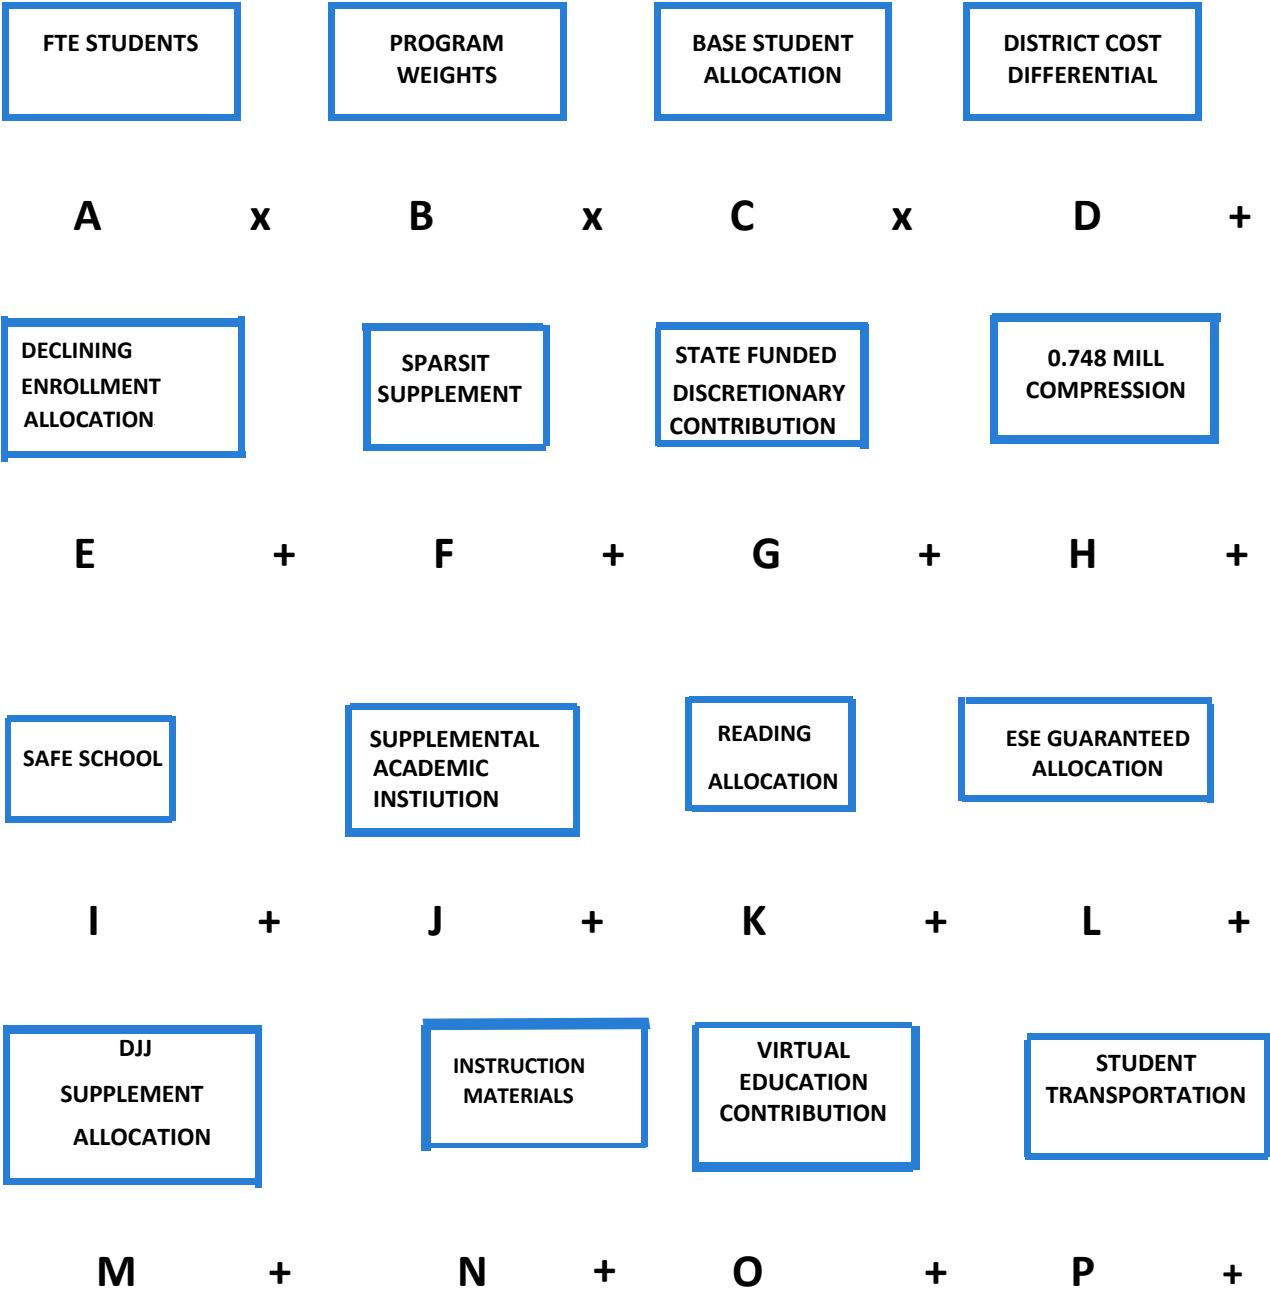 FTE STUDENTS
PROGRAM
WEIGHTS
BASE STUDENT
ALLOCATION
DISTRICT COST
DIFFERENTIAL
A x B x C x D +
DECLINING
ENROLLMENT
ALLOCATION
SPARSIT
SUPPLEMENT
STATE FUNDED
DISCRETIONARY
CONTRIBUTION
0.748 MILL
COMPRESSION
E + F + G + H +
SAFE SCHOOL
SUPPLEMENTAL
ACADEMIC
INSTIUTION
READING
ALLOCATION
ESE GUARANTEED
ALLOCATION
I + J + K + L +
DJJ
SUPPLEMENT
ALLOCATION
INSTRUCTION
MATERIALS
VIRTUAL
EDUCATION
CONTRIBUTION
STUDENT
TRANSPORTATION
M + N + O + P +